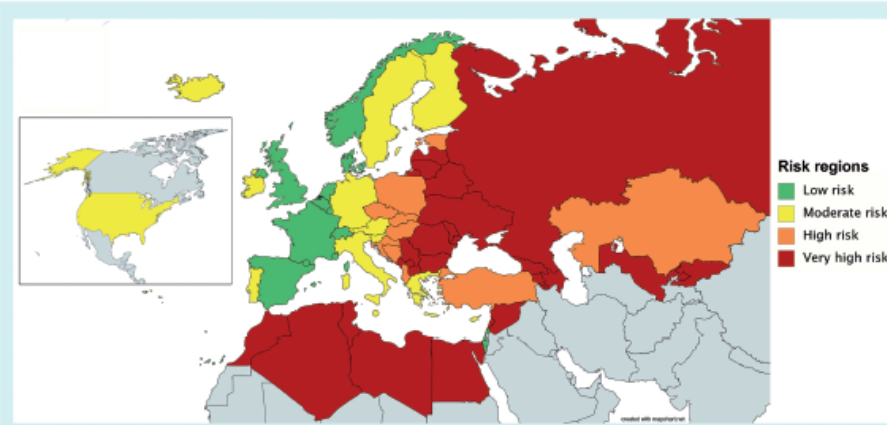 Risk regions
Low risk
Moderate risk
High risk
Very high risk
created with mapchart.net